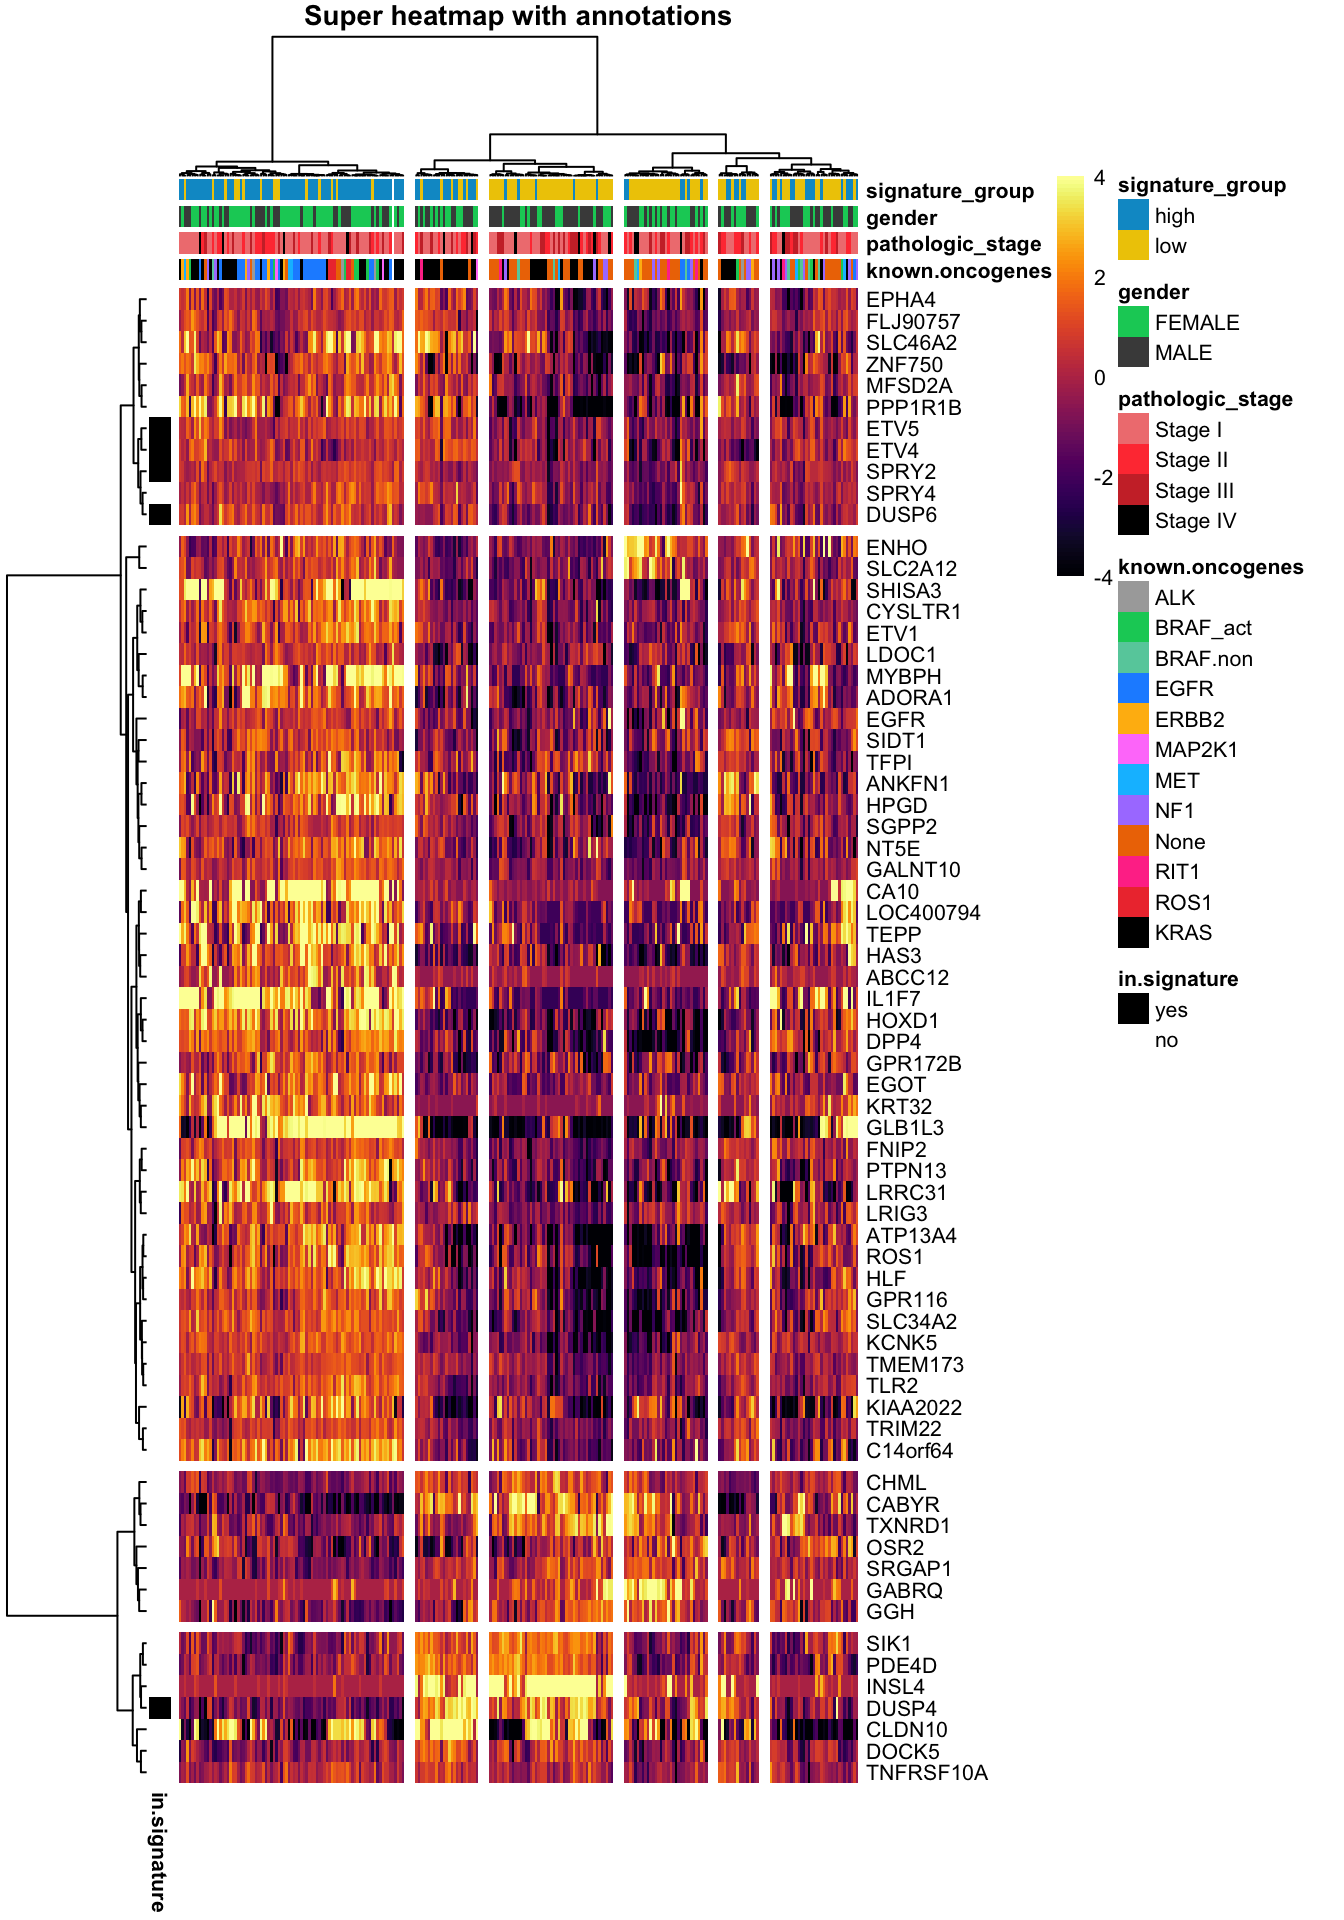 Super heatmap with annotations
signature_group
gender
pathologic_stage
known.oncogenes
EPHA4
FLJ90757
SLC46A2
ZNF750
MFSD2A
PPP1R1B
ETV5
ETV4
SPRY2
SPRY4
DUSP6
ENHO
SLC2A12
SHISA3
CYSLTR1
ETV1
LDOC1
MYBPH
ADORA1
EGFR
SIDT1
TFPI
ANKFN1
HPGD
SGPP2
NT5E
GALNT10
CA10
LOC400794
TEPP
HAS3
ABCC12
IL1F7
HOXD1
DPP4
GPR172B
EGOT
KRT32
GLB1L3
FNIP2
PTPN13
LRRC31
LRIG3
ATP13A4
ROS1
HLF
GPR116
SLC34A2
KCNK5
TMEM173
TLR2
KIAA2022
TRIM22
C14orf64
CHML
CABYR
TXNRD1
OSR2
SRGAP1
GABRQ
GGH
SIK1
PDE4D
INSL4
DUSP4
CLDN10
DOCK5
TNFRSF10A
in.signature
4
2
0
-2
-4
signature_group
high
low
gender
FEMALE
MALE
pathologic_stage
Stage I
Stage II
Stage III
Stage IV
known.oncogenes
ALK
BRAF_act
BRAF.non
EGFR
ERBB2
MAP2K1
MET
NF1
None
RIT1
ROS1
KRAS
in.signature
yes
no